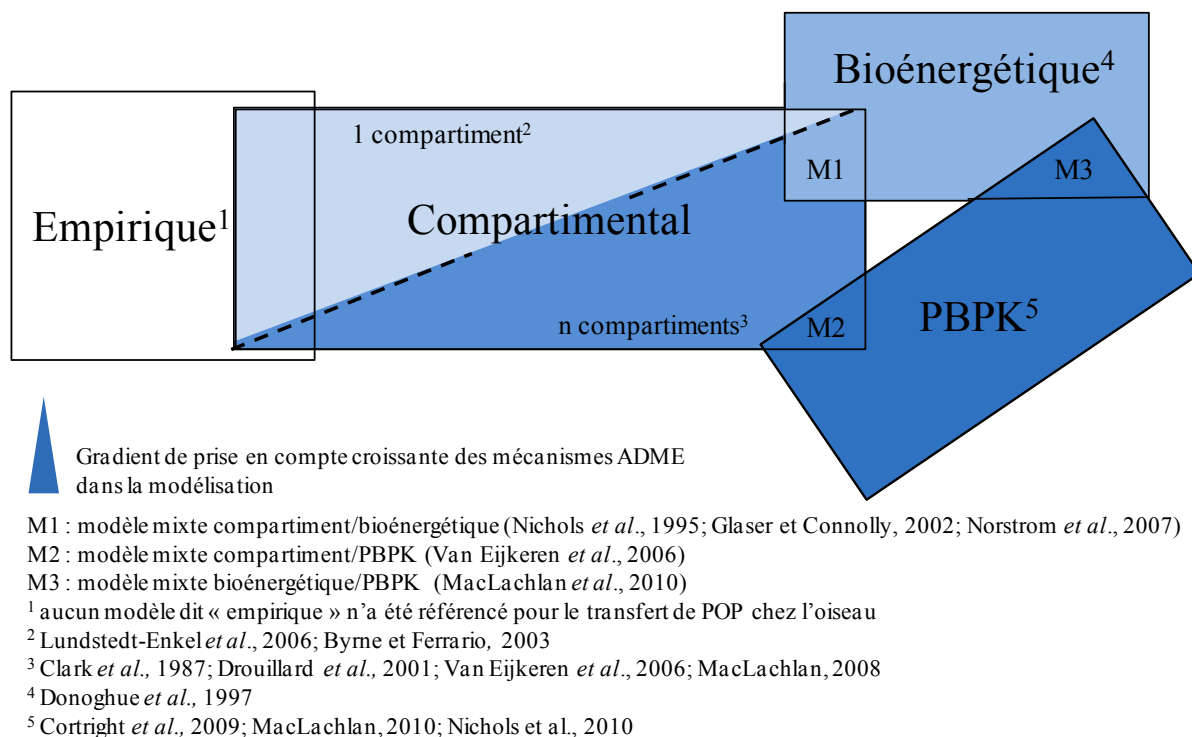 Bioénergétique⁴
1 compartiment²
M1
M3
Empirique¹
Compartimental
n compartiments³
M2
PBPK⁵
Gradient de prise en compte croissante des mécanismes ADME
dans la modélisation
M1 : modèle mixte compartiment/bioénergétique (Nichols et al., 1995; Glaser et Connolly, 2002; Norstrom et al., 2007)
M2 : modèle mixte compartiment/PBPK (Van Eijkeren et al., 2006)
M3 : modèle mixte bioénergétique/PBPK (MacLachlan et al., 2010)
¹ aucun modèle dit « empirique » n’a été référencé pour le transfert de POP chez l’oiseau
² Lundstedt-Enkel et al., 2006; Byrne et Ferrario, 2003
³ Clark et al., 1987; Drouillard et al., 2001; Van Eijkeren et al., 2006; MacLachlan, 2008
⁴ Donoghue et al., 1997
⁵ Cortright et al., 2009; MacLachlan, 2010; Nichols et al., 2010